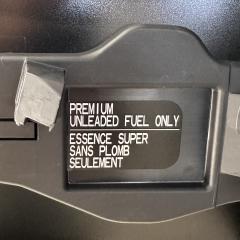 PREMIUM
UNLEADED FUEL ONLY
ESSENCE SUPER
SANS PLOMB
SEULEMENT